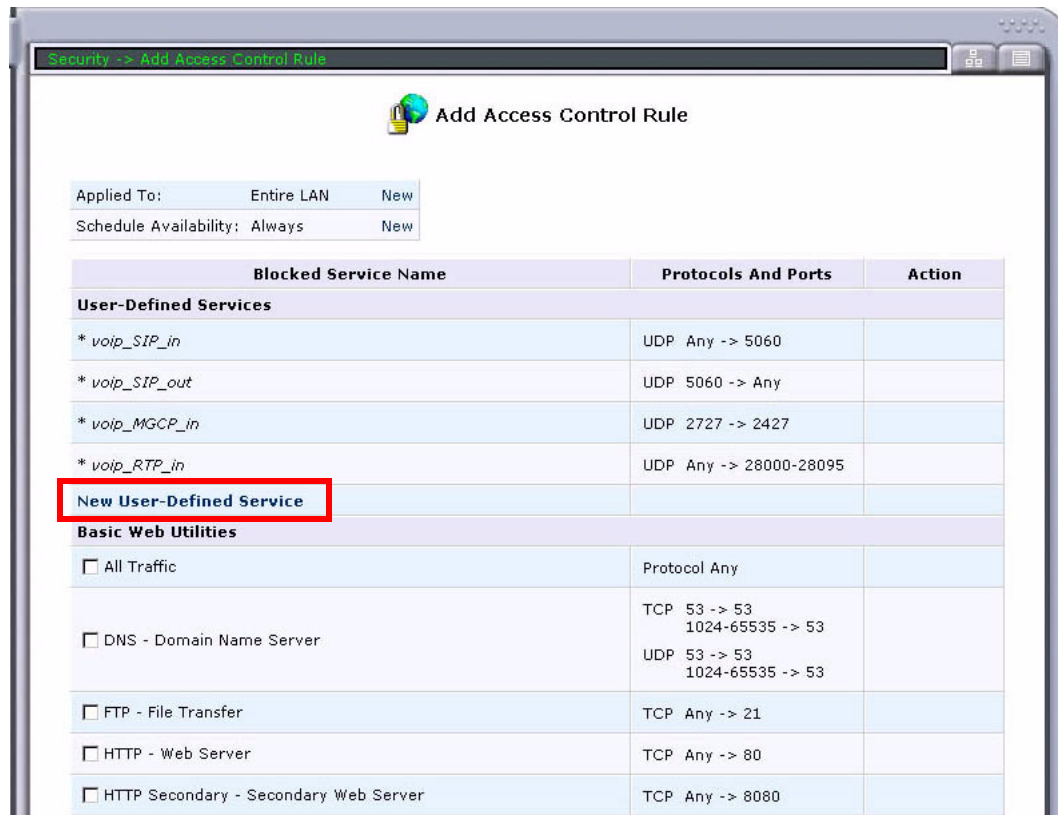 Security -> Add Access Control Rule
Add Access Control Rule
Applied To: Entire LAN New
Schedule Availability: Always New
Blocked Service Name Protocols And Ports Action
User-Defined Services
* voip_SIP_in UDP Any -> 5060
* voip_SIP_out UDP 5060 -> Any
* voip_MGCP_in UDP 2727 -> 2427
* voip_RTP_in UDP Any -> 28000-28095
New User-Defined Service
Basic Web Utilities
All Traffic Protocol Any
DNS - Domain Name Server TCP 53 -> 53
1024-65535 -> 53
UDP 53 -> 53
1024-65535 -> 53
FTP - File Transfer TCP Any -> 21
HTTP - Web Server TCP Any -> 80
HTTP Secondary - Secondary Web Server TCP Any -> 8080